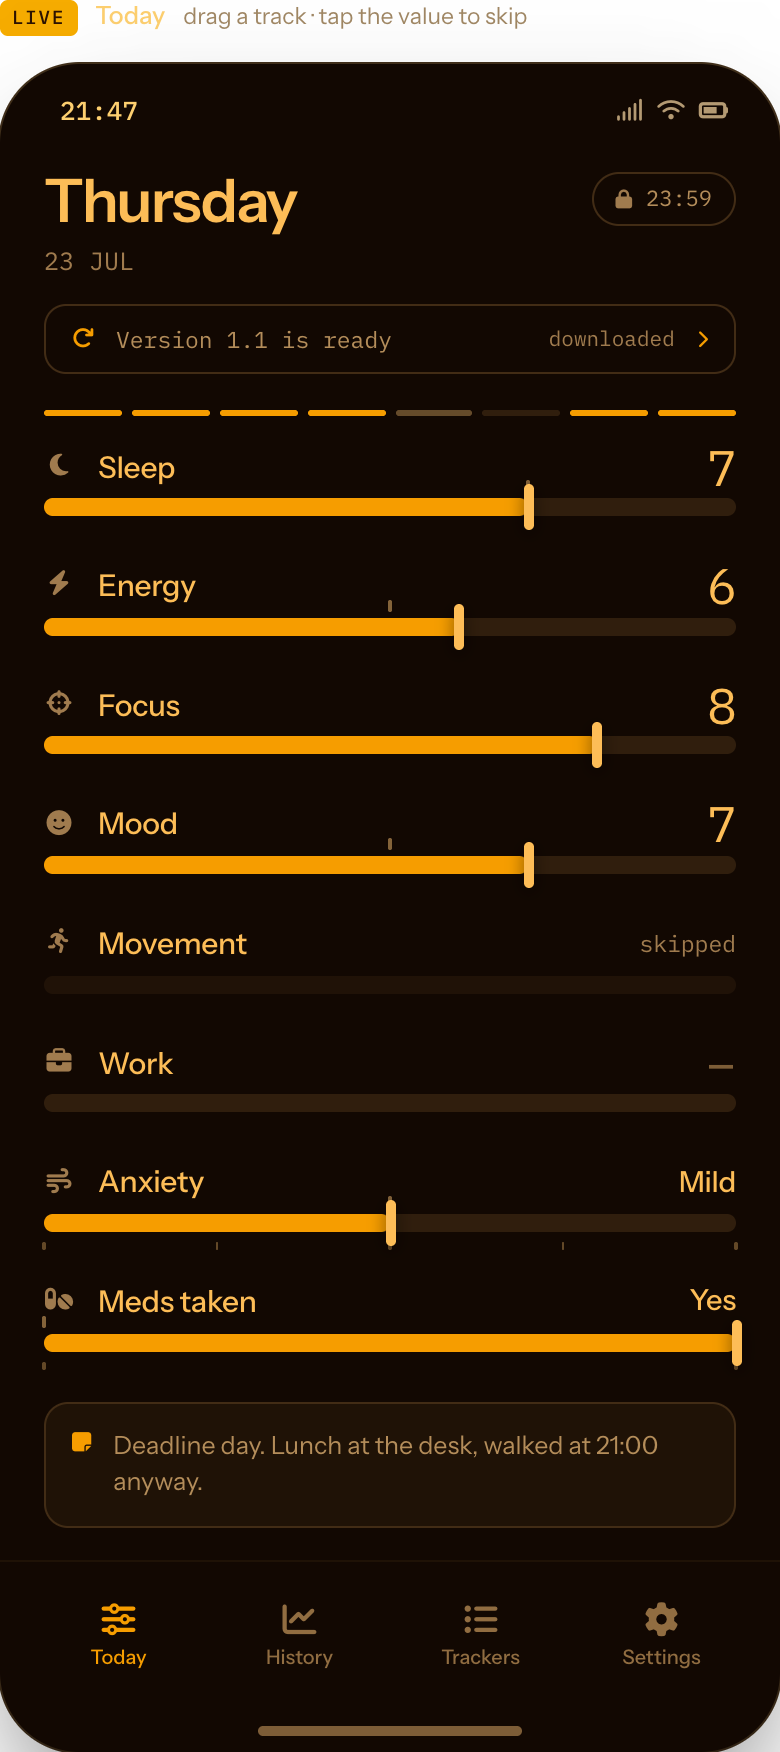 LIVE Today drag a track · tap the value to skip
21:47
Thursday 23:59
23 JUL
Version 1.1 is ready downloaded
Sleep 7
Energy 6
Focus 8
Mood 7
Movement skipped
Work –
Anxiety Mild
Meds taken Yes
Deadline day. Lunch at the desk, walked at 21:00
anyway.
Today History Trackers Settings